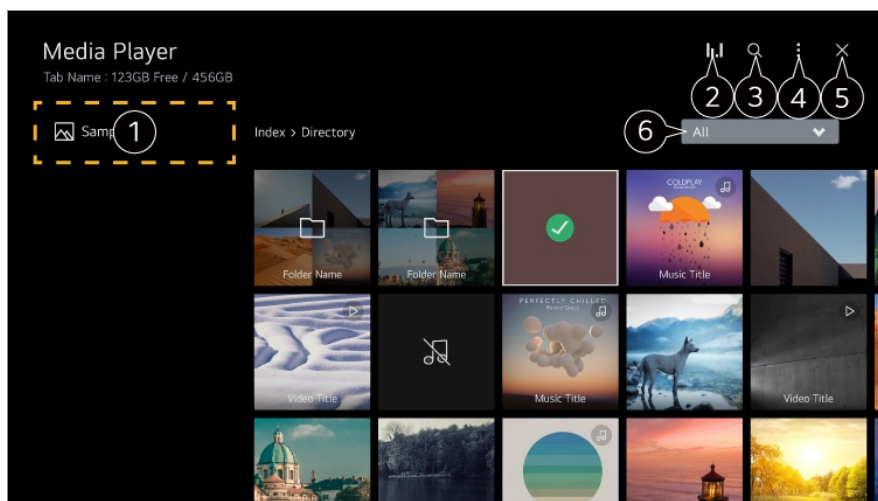 Media Player
Tab Name : 123GB Free / 456GB
2
3
4
5
1
Index > Directory
6
All
Folder Name
Folder Name
COLDPLAY
Music Title
Video Title
PERFECTLY CHILLED
Music Title
Video Title